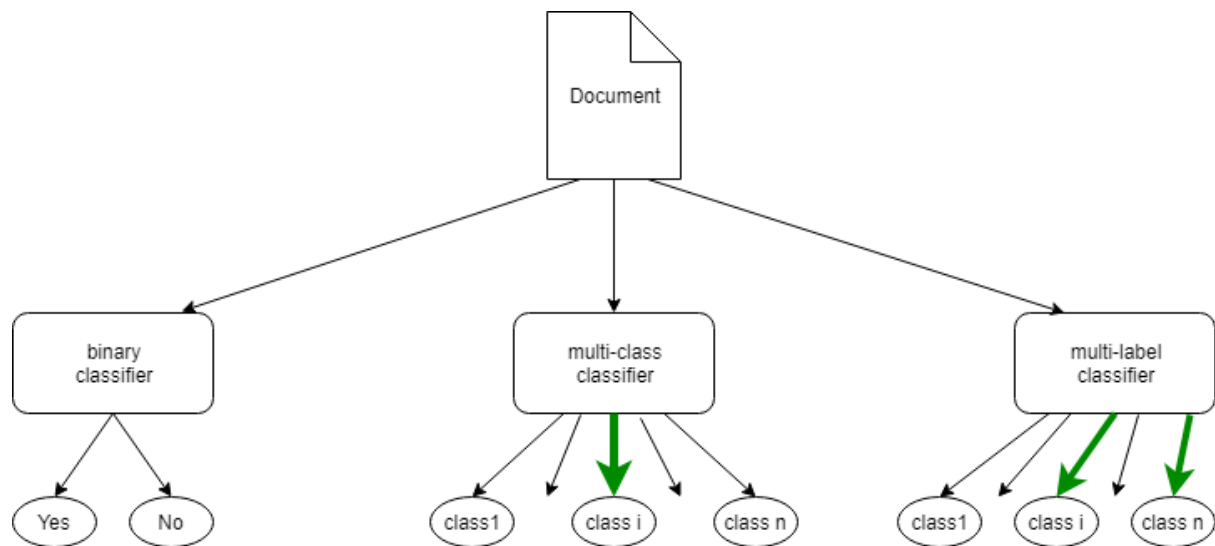 Document
binary
classifier
multi-class
classifier
multi-label
classifier
Yes
No
class1
class i
class n
class1
class i
class n